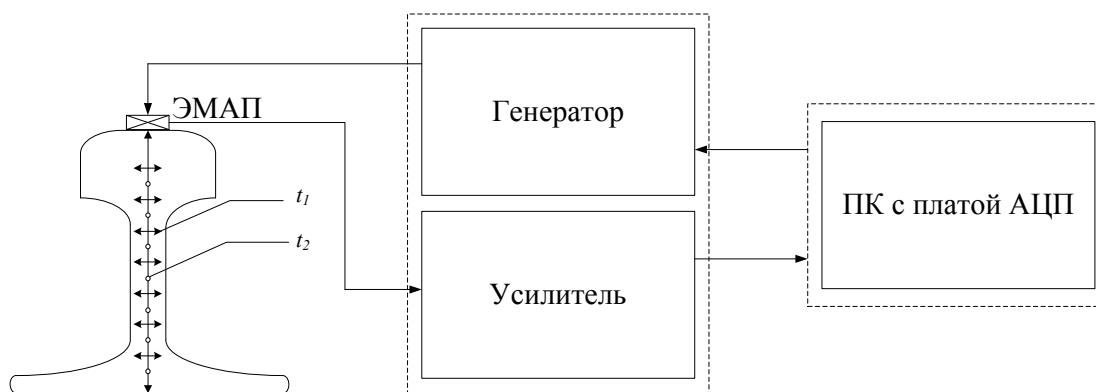 ЭМАП
Генератор
t1
t2
Усилитель
ПК с платой АЦП